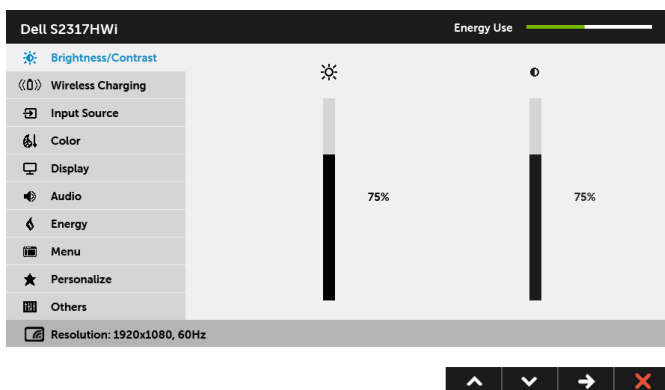 Dell S2317HWi
Energy Use
Brightness/Contrast
Wireless Charging
Input Source
Color
Display
Audio
75%
75%
Energy
Menu
Personalize
Others
Resolution: 1920x1080, 60Hz